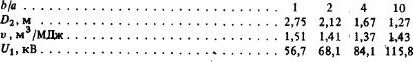 b/a . . . . . . . . . . . . . . . . . . . . 1 2 4 10
D₂, м . . . . . . . . . . . . . . . . . . . . 2,75 2,12 1,67 1,27
v, м³/МДж . . . . . . . . . . . . . . . . . . . . 1,51 1,41 1,37 1,43
U₁, кВ . . . . . . . . . . . . . . . . . . . . 56,7 68,1 84,1 115,8